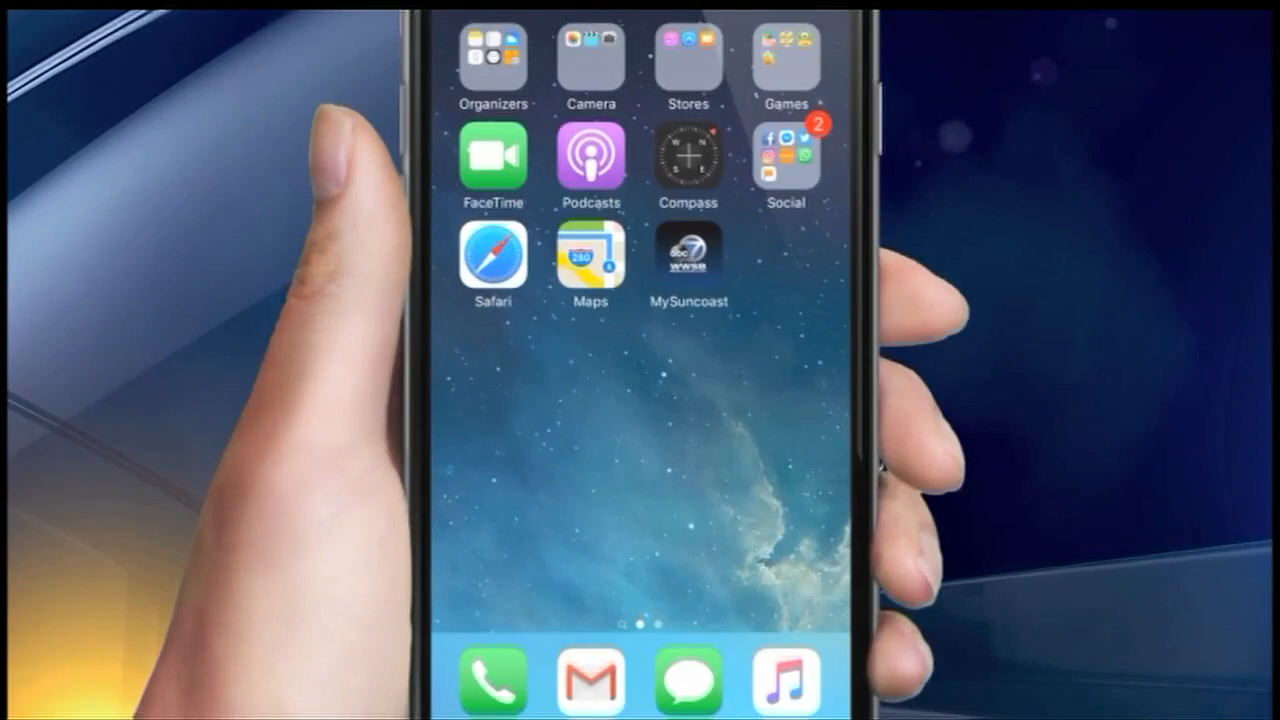 Organizers Camera Stores Games
2
W N
S E
FaceTime Podcasts Compass Social
280
abc 7
WWSB
Safari Maps MySuncoast